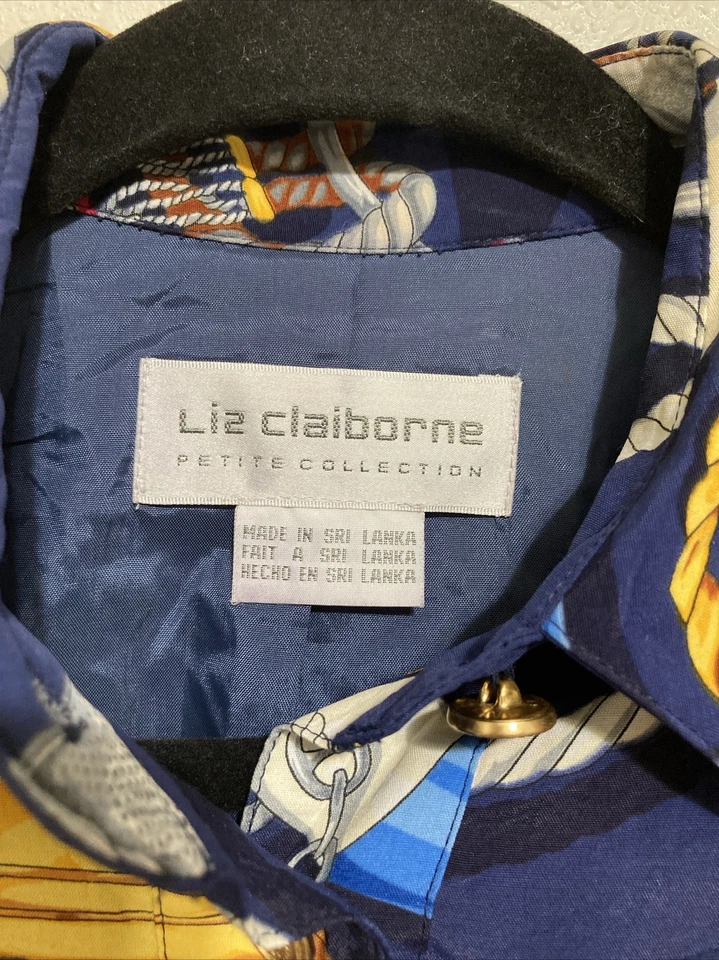 Liz claiborne
PETITE COLLECTION
MADE IN SRI LANKA
FAIT A SRI LANKA
HECHO EN SRI LANKA